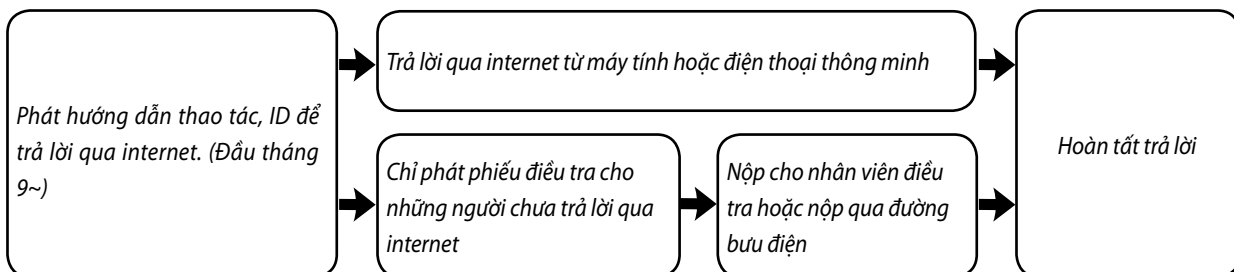 Phát hướng dẫn thao tác, ID để
trả lời qua internet. (Đầu tháng
9~)
Trả lời qua internet từ máy tính hoặc điện thoại thông minh
Chỉ phát phiếu điều tra cho
những người chưa trả lời qua
internet
Nộp cho nhân viên điều
tra hoặc nộp qua đường
bưu điện
Hoàn tất trả lời